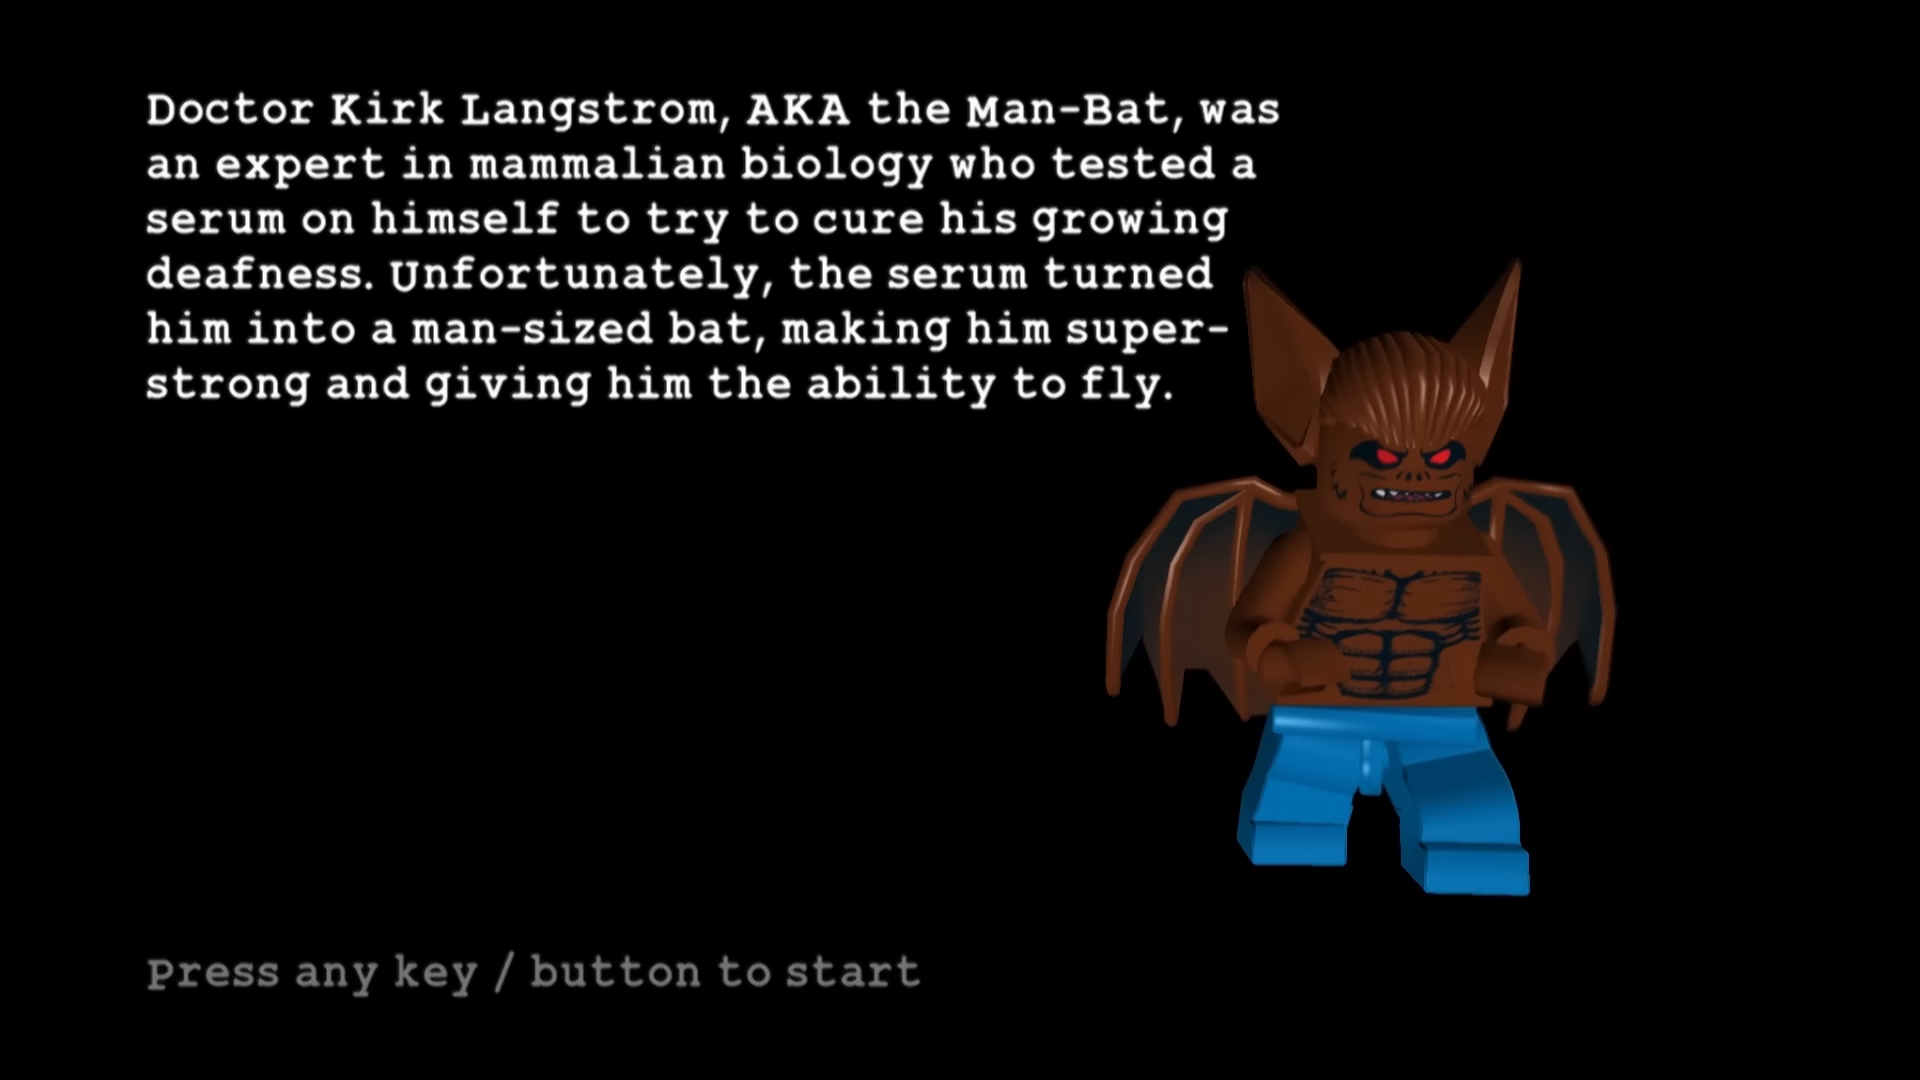 Doctor Kirk Langstrom, AKA the Man-Bat, was
an expert in mammalian biology who tested a
serum on himself to try to cure his growing
deafness. Unfortunately, the serum turned
him into a man-sized bat, making him super-
strong and giving him the ability to fly.
Press any key / button to start